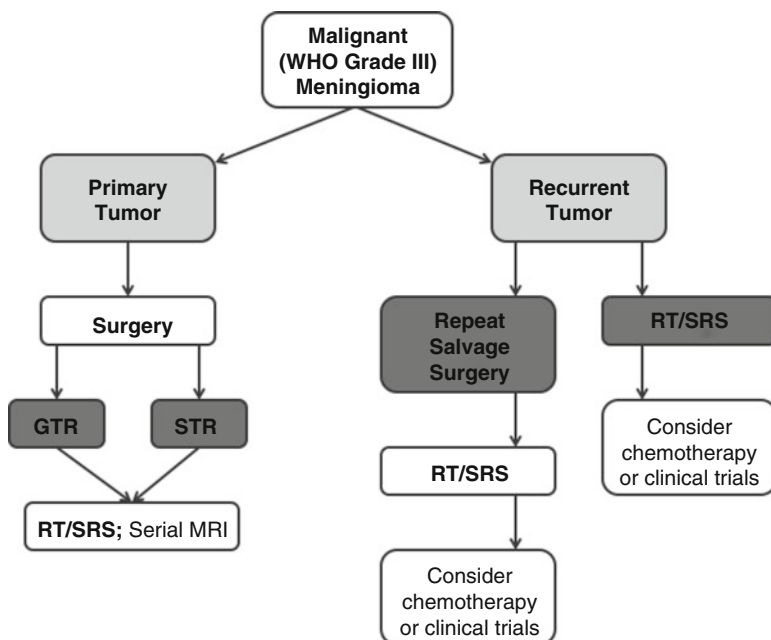 Malignant
(WHO Grade III)
Meningioma
Primary
Tumor
Recurrent
Tumor
Surgery
Repeat
Salvage
Surgery
RT/SRS
GTR
STR
Consider
chemotherapy
or clinical trials
RT/SRS
RT/SRS; Serial MRI
Consider
chemotherapy
or clinical trials